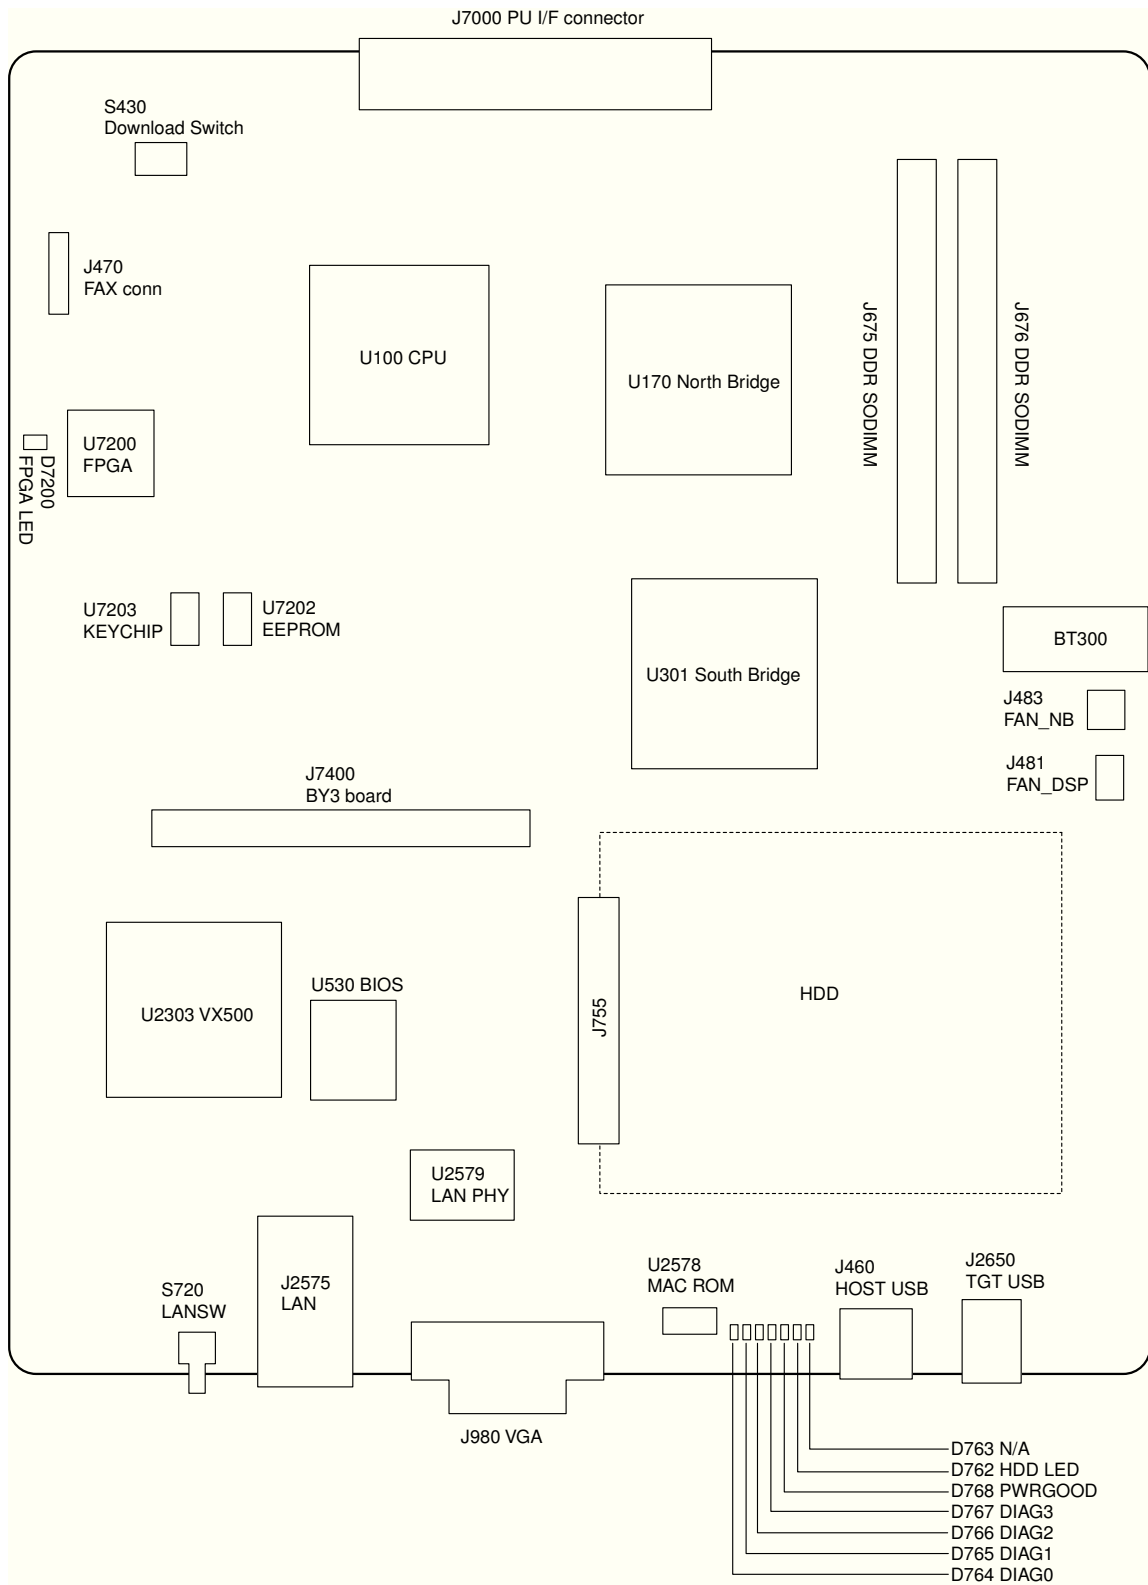 J7000 PU I/F connector
S430
Download Switch
J470
FAX conn
U100 CPU
U170 North Bridge
J675 DDR SODIMM
J676 DDR SODIMM
U7200
FPGA
D7200
FPGA LED
U7203
KEYCHIP
U7202
EEPROM
U301 South Bridge
BT300
J483
FAN_NB
J481
FAN_DSP
J7400
BY3 board
U2303 VX500
U530 BIOS
J755
HDD
U2579
LAN PHY
S720
LANSW
J2575
LAN
U2578
MAC ROM
J460
HOST USB
J2650
TGT USB
J980 VGA
D763 N/A
D762 HDD LED
D768 PWRGOOD
D767 DIAG3
D766 DIAG2
D765 DIAG1
D764 DIAG0